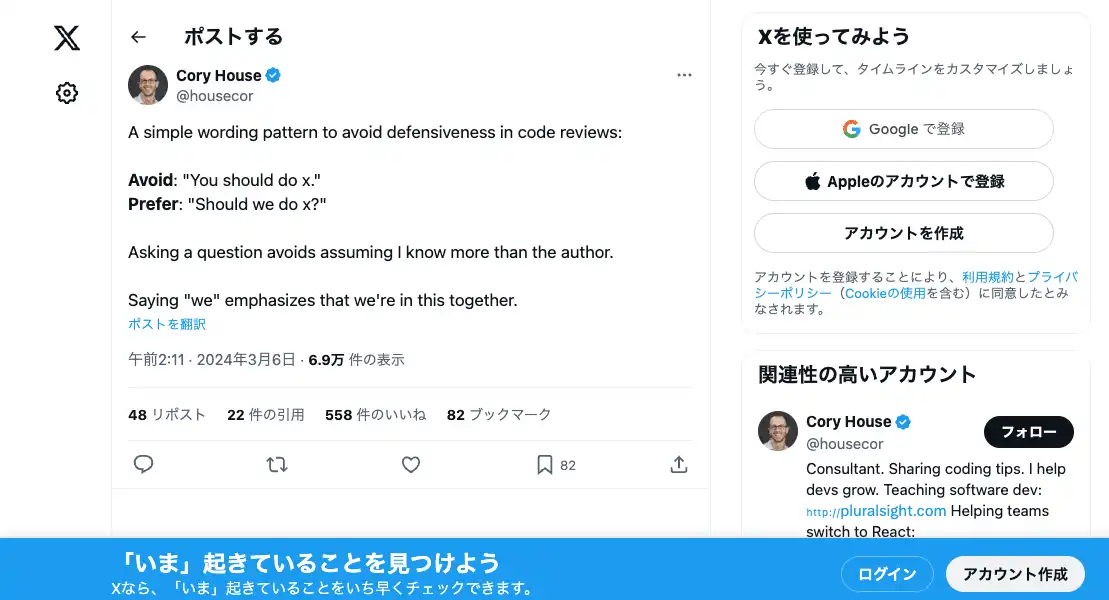 ポストする
Cory House
@housecor
A simple wording pattern to avoid defensiveness in code reviews:
Avoid: "You should do x."
Prefer: "Should we do x?"
Asking a question avoids assuming I know more than the author.
Saying "we" emphasizes that we're in this together.
ポストを翻訳
午前2:11 · 2024年3月6日 · 6.9万 件の表示
48 リポスト 22 件の引用 558 件のいいね 82 ブックマーク
82
Xを使ってみよう
今すぐ登録して、タイムラインをカスタマイズしましょ
う。
Google で登録
Appleのアカウントで登録
アカウントを作成
アカウントを登録することにより、利用規約とプライバ
シーポリシー（Cookieの使用を含む）に同意したとみ
なされます。
関連性の高いアカウント
Cory House
@housecor
フォロー
Consultant. Sharing coding tips. I help
devs grow. Teaching software dev:
http://pluralsight.com Helping teams
switch to React:
「いま」起きていることを見つけよう
Xなら、「いま」起きていることをいち早くチェックできます。
ログイン
アカウント作成